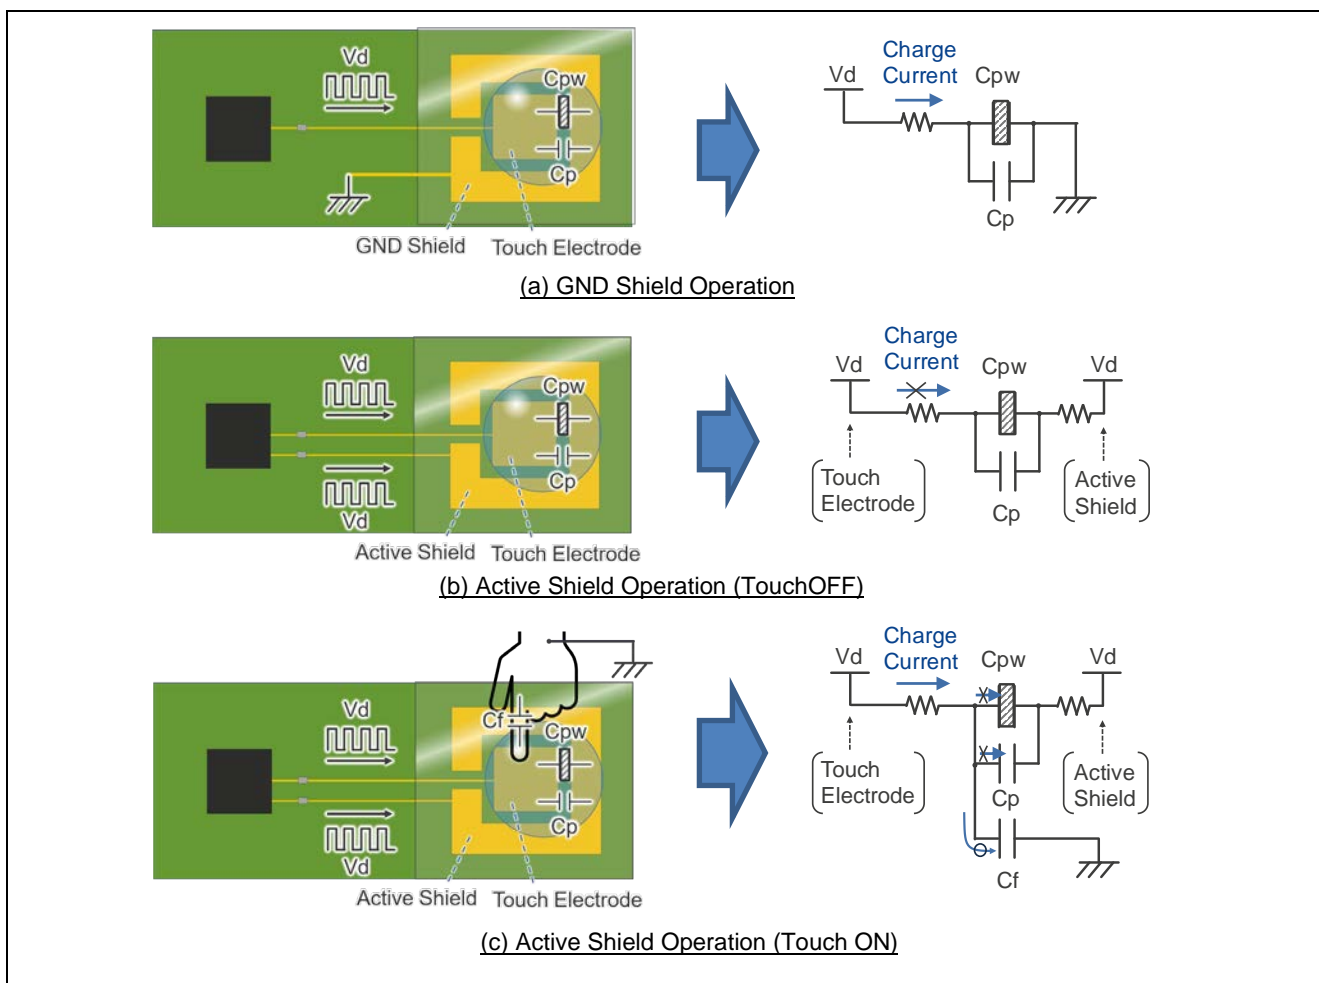 Vd
Cpw
Cp
GND Shield
Touch Electrode
Charge
Current
Vd
Cpw
Cp
(a) GND Shield Operation
Vd
Vd
Cpw
Cp
Active Shield
Touch Electrode
Charge
Current
Vd
Cpw
Vd
Touch
Electrode
Cp
Active
Shield
(b) Active Shield Operation (TouchOFF)
Vd
Vd
Cf
Cpw
Cp
Active Shield
Touch Electrode
Charge
Current
Vd
Cpw
Vd
Touch
Electrode
Cp
Active
Shield
Cf
(c) Active Shield Operation (Touch ON)